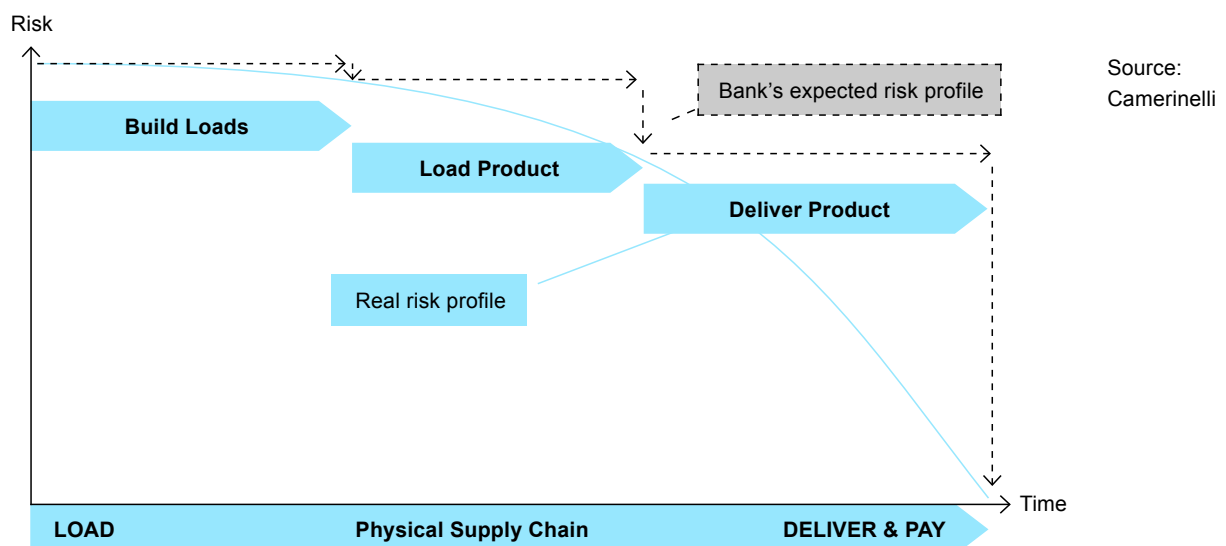 Risk
Source:
Camerinelli
Bank's expected risk profile
Build Loads
Load Product
Deliver Product
Real risk profile
Time
LOAD Physical Supply Chain DELIVER & PAY